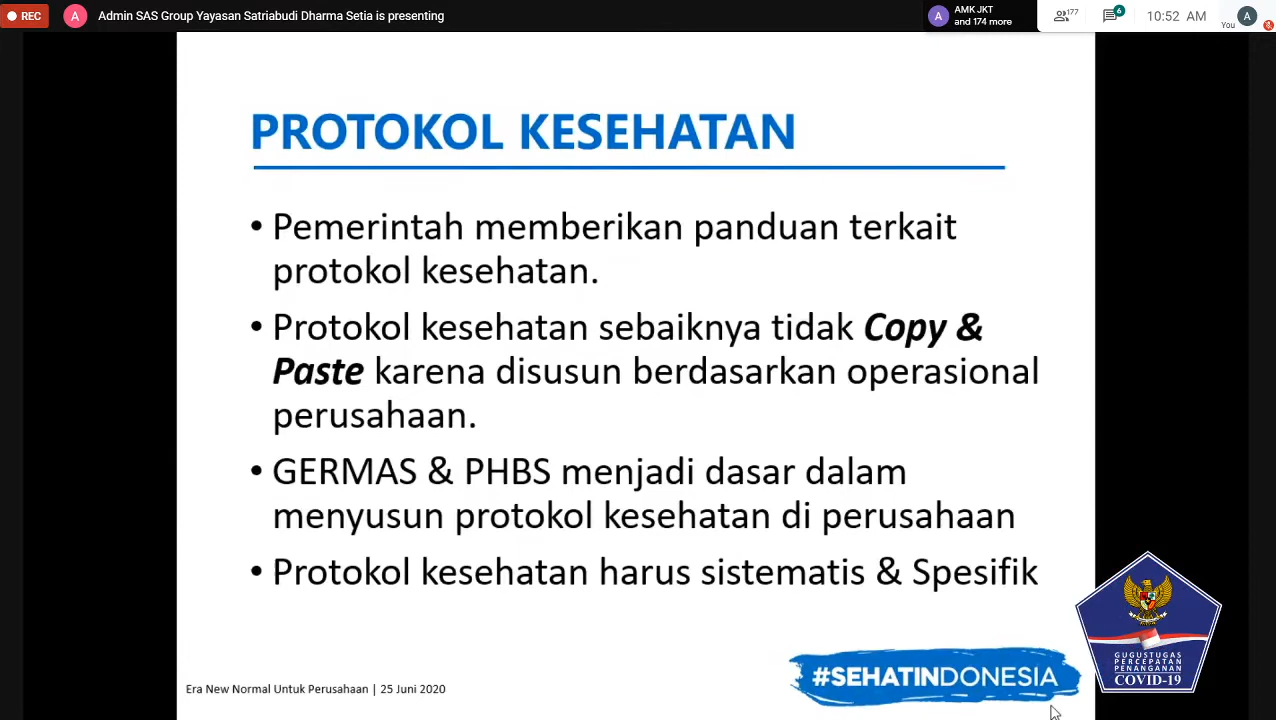 REC
A
Admin SAS Group Yayasan Satriabudi Dharma Setia is presenting
A
AMK JKT
and 174 more
177
6
10:52 AM
You
A
PROTOKOL KESEHATAN
• Pemerintah memberikan panduan terkait
protokol kesehatan.
• Protokol kesehatan sebaiknya tidak Copy &
Paste karena disusun berdasarkan operasional
perusahaan.
• GERMAS & PHBS menjadi dasar dalam
menyusun protokol kesehatan di perusahaan
• Protokol kesehatan harus sistematis & Spesifik
#SEHATINDONESIA
GUGUSTUGAS
PERCEPATAN
PENANGANAN
COVID-19
Era New Normal Untuk Perusahaan | 25 Juni 2020